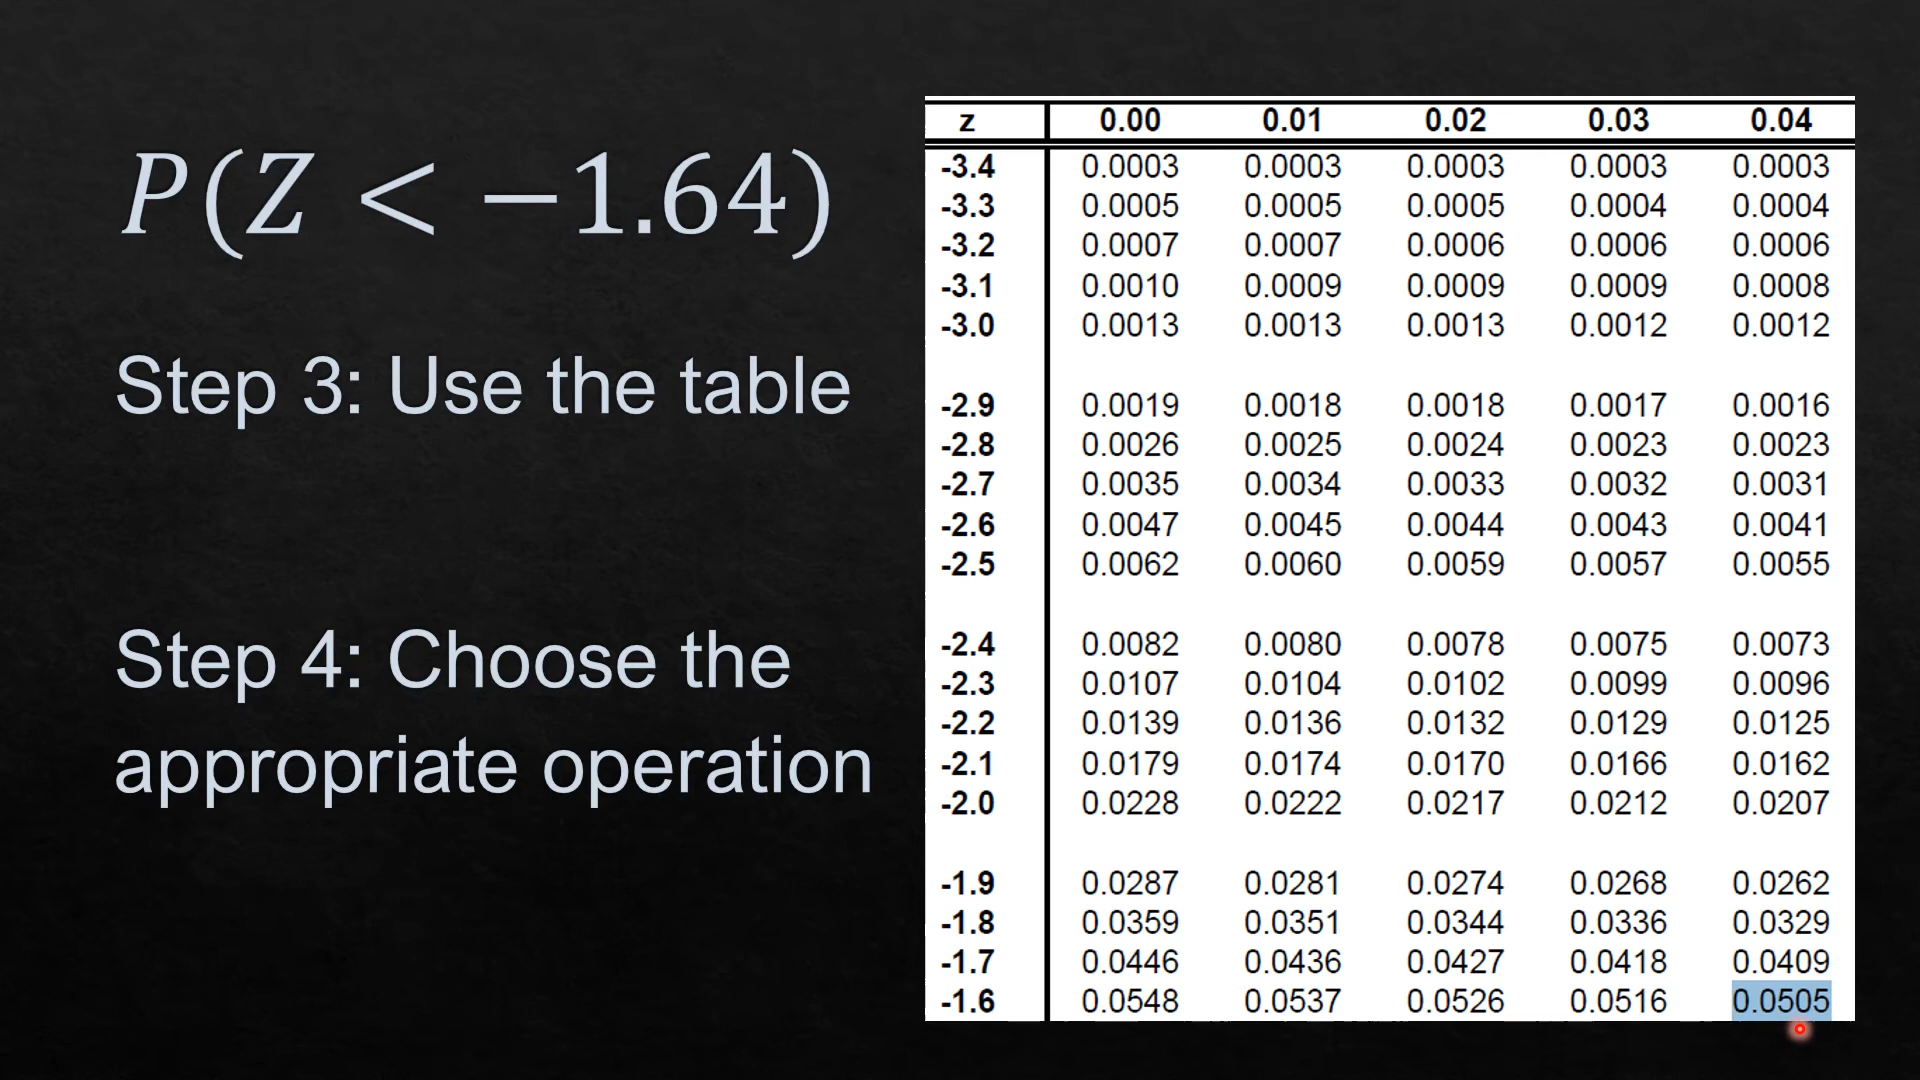 P(Z < −1.64)
Step 3: Use the table
Step 4: Choose the
appropriate operation
z 0.00 0.01 0.02 0.03 0.04
-3.4 0.0003 0.0003 0.0003 0.0003 0.0003
-3.3 0.0005 0.0005 0.0005 0.0004 0.0004
-3.2 0.0007 0.0007 0.0006 0.0006 0.0006
-3.1 0.0010 0.0009 0.0009 0.0009 0.0008
-3.0 0.0013 0.0013 0.0013 0.0012 0.0012
-2.9 0.0019 0.0018 0.0018 0.0017 0.0016
-2.8 0.0026 0.0025 0.0024 0.0023 0.0023
-2.7 0.0035 0.0034 0.0033 0.0032 0.0031
-2.6 0.0047 0.0045 0.0044 0.0043 0.0041
-2.5 0.0062 0.0060 0.0059 0.0057 0.0055
-2.4 0.0082 0.0080 0.0078 0.0075 0.0073
-2.3 0.0107 0.0104 0.0102 0.0099 0.0096
-2.2 0.0139 0.0136 0.0132 0.0129 0.0125
-2.1 0.0179 0.0174 0.0170 0.0166 0.0162
-2.0 0.0228 0.0222 0.0217 0.0212 0.0207
-1.9 0.0287 0.0281 0.0274 0.0268 0.0262
-1.8 0.0359 0.0351 0.0344 0.0336 0.0329
-1.7 0.0446 0.0436 0.0427 0.0418 0.0409
-1.6 0.0548 0.0537 0.0526 0.0516 0.0505